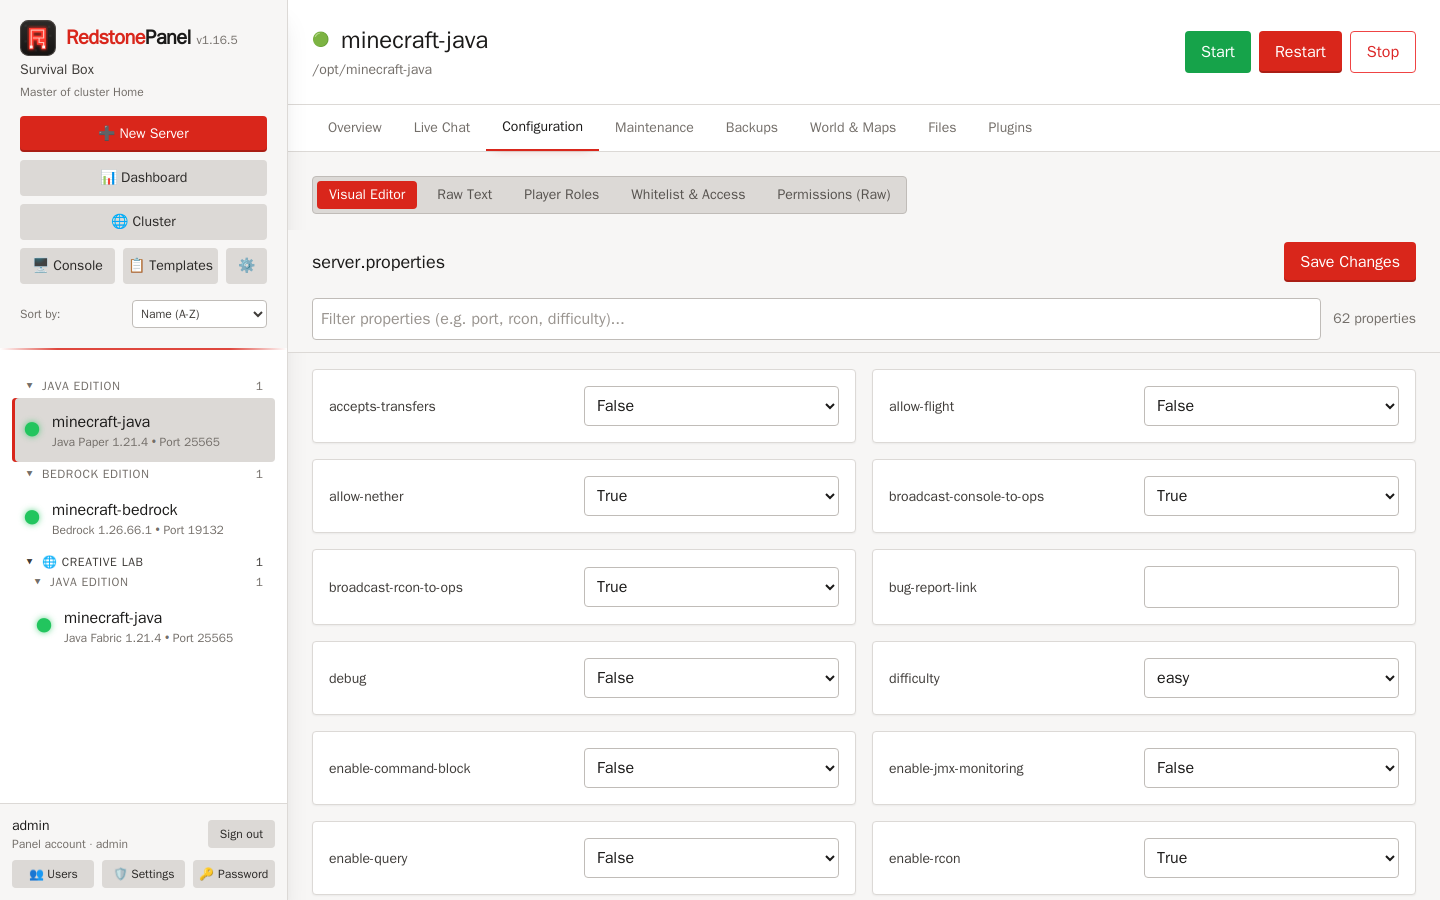 RedstonePanel v1.16.5
Survival Box
Master of cluster Home
➕ New Server
📊 Dashboard
🌐 Cluster
🖥️ Console
📋 Templates
⚙️
Sort by:
Name (A-Z)
▼ JAVA EDITION 1
minecraft-java
Java Paper 1.21.4 • Port 25565
▼ BEDROCK EDITION 1
minecraft-bedrock
Bedrock 1.26.66.1 • Port 19132
▼ 🌐 CREATIVE LAB 1
▼ JAVA EDITION 1
minecraft-java
Java Fabric 1.21.4 • Port 25565
admin
Panel account · admin
Sign out
👥 Users
🛡️ Settings
🔑 Password
minecraft-java
/opt/minecraft-java
Start
Restart
Stop
Overview
Live Chat
Configuration
Maintenance
Backups
World & Maps
Files
Plugins
Visual Editor
Raw Text
Player Roles
Whitelist & Access
Permissions (Raw)
server.properties
Save Changes
Filter properties (e.g. port, rcon, difficulty)...
62 properties
accepts-transfers
False
allow-flight
False
allow-nether
True
broadcast-console-to-ops
True
broadcast-rcon-to-ops
True
bug-report-link
debug
False
difficulty
easy
enable-command-block
False
enable-jmx-monitoring
False
enable-query
False
enable-rcon
True